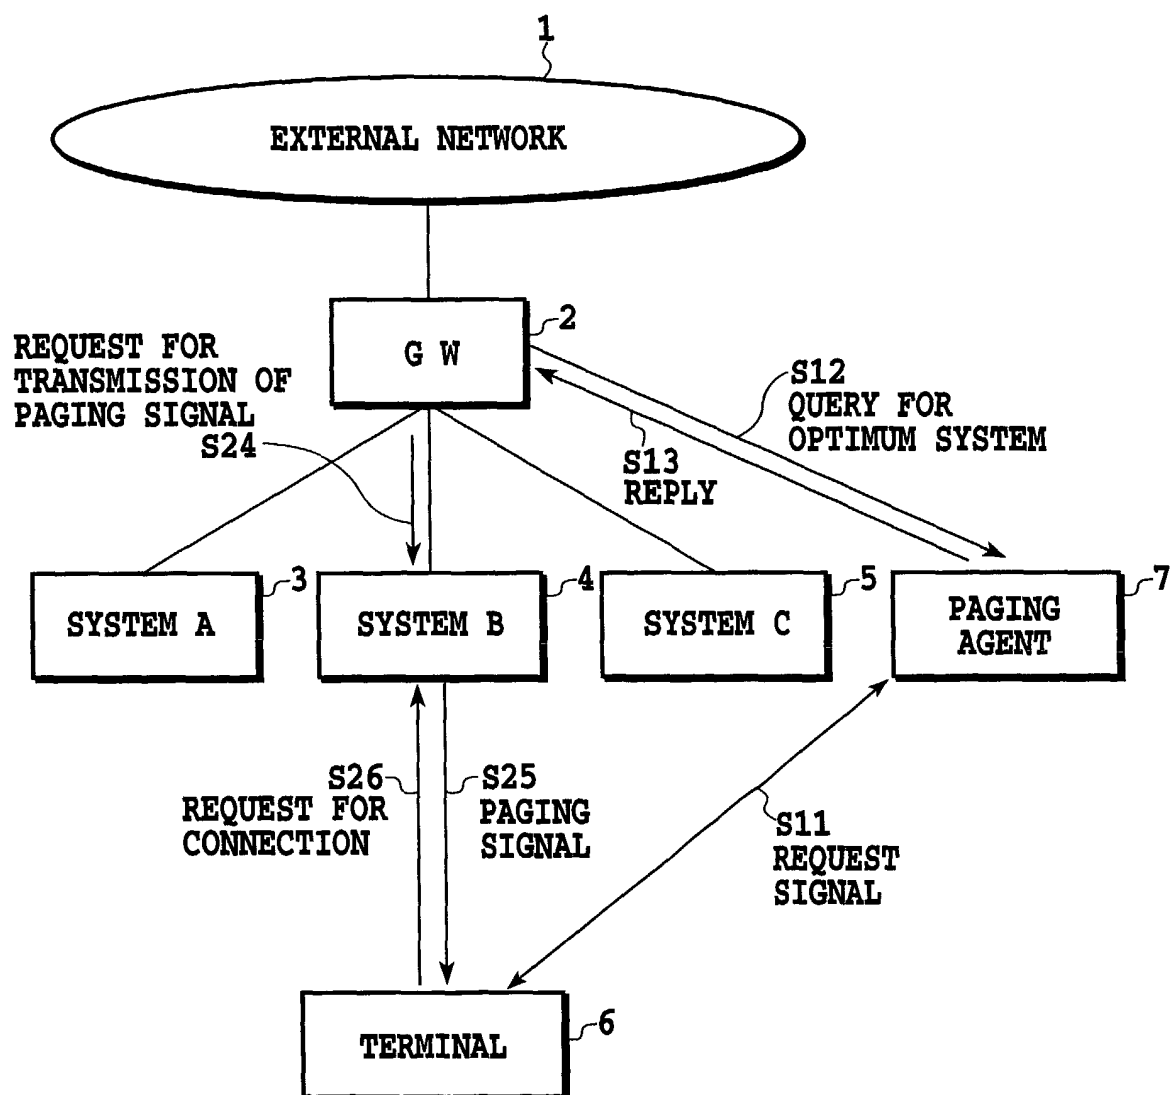 1
EXTERNAL NETWORK
2
G W
REQUEST FOR
TRANSMISSION OF
PAGING SIGNAL
S24
S12
QUERY FOR
OPTIMUM SYSTEM
S13
REPLY
3
SYSTEM A
4
SYSTEM B
5
SYSTEM C
7
PAGING
AGENT
S26
REQUEST FOR
CONNECTION
S25
PAGING
SIGNAL
S11
REQUEST
SIGNAL
6
TERMINAL